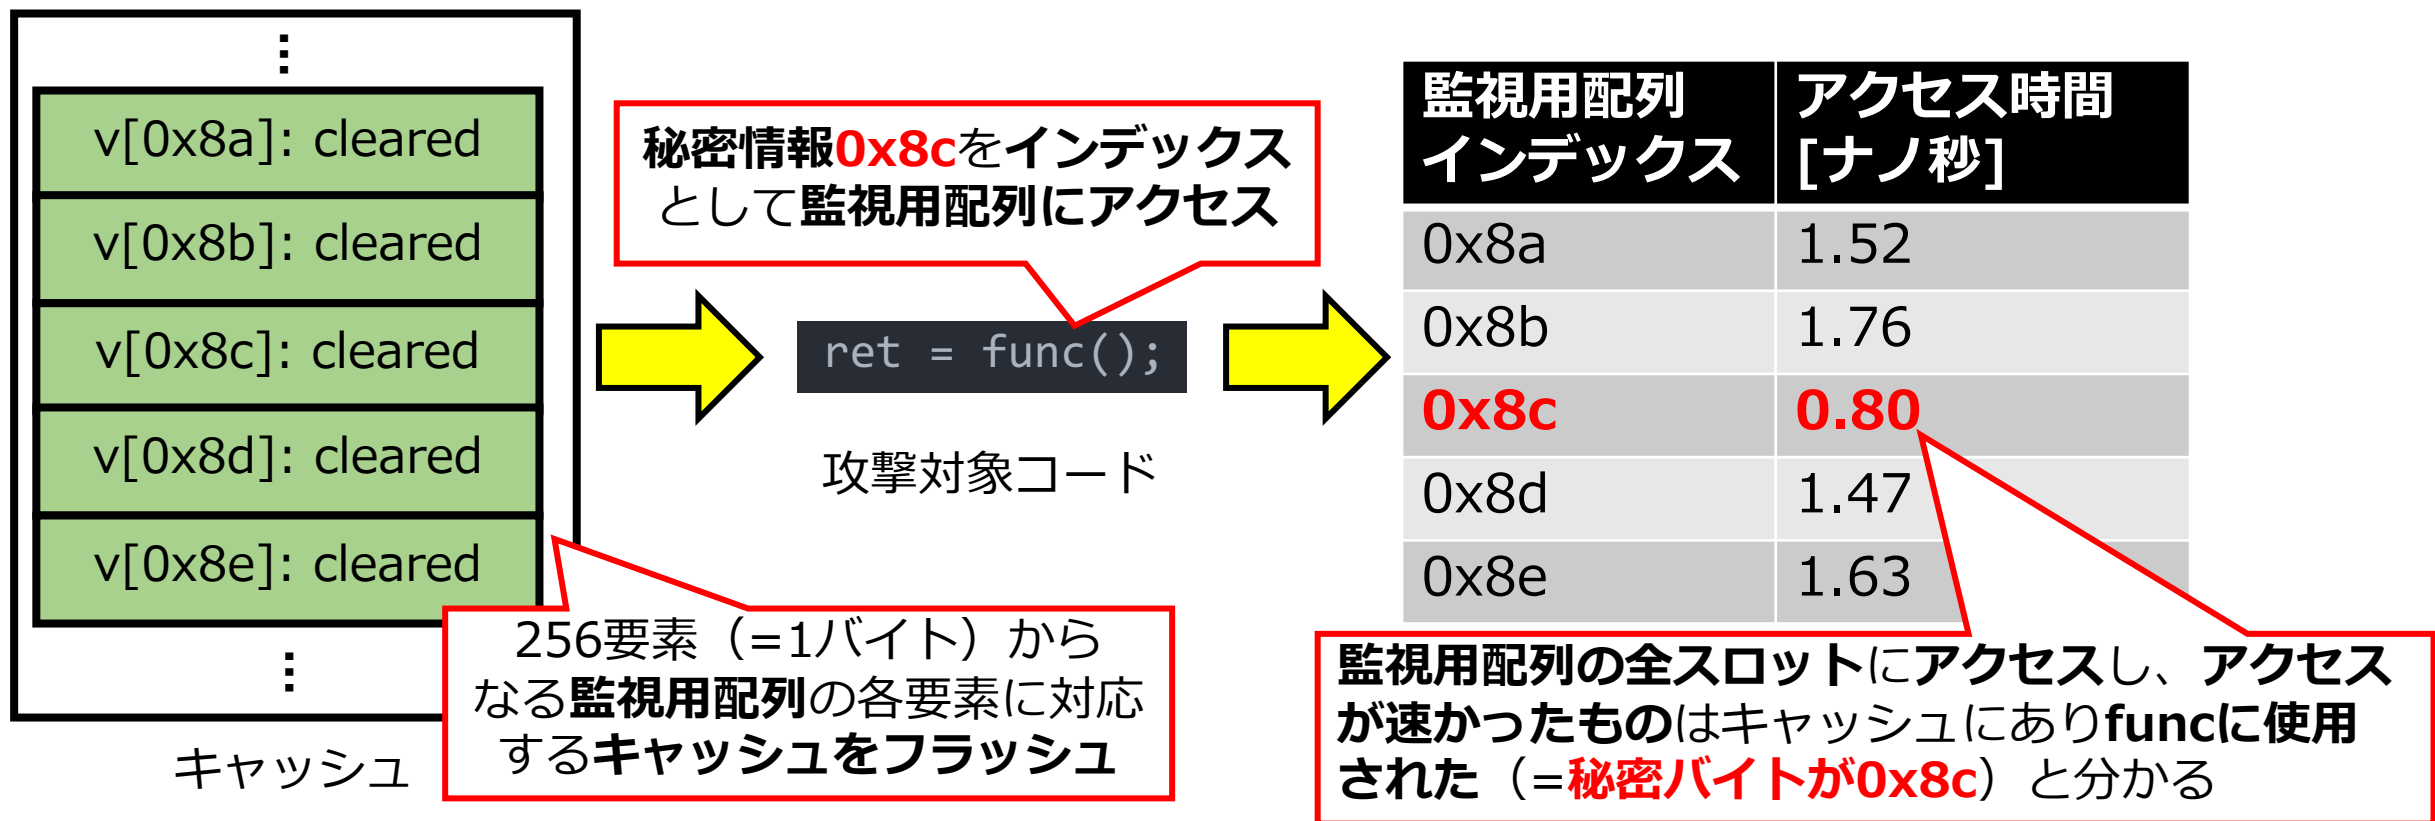 ⋮
v[0x8a]: cleared
v[0x8b]: cleared
v[0x8c]: cleared
v[0x8d]: cleared
v[0x8e]: cleared
⋮
キャッシュ
256要素（=1バイト）から
なる監視用配列の各要素に対応
するキャッシュをフラッシュ
秘密情報0x8cをインデックス
として監視用配列にアクセス
ret = func();
攻撃対象コード
監視用配列
インデックス
アクセス時間
[ナノ秒]
0x8a 1.52
0x8b 1.76
0x8c 0.80
0x8d 1.47
0x8e 1.63
監視用配列の全スロットにアクセスし、アクセス
が速かったものはキャッシュにありfuncに使用
された（=秘密バイトが0x8c）と分かる